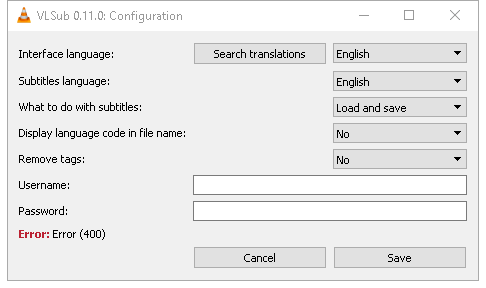 VLSub 0.11.0: Configuration
Interface language: Search translations English
Subtitles language: English
What to do with subtitles: Load and save
Display language code in file name: No
Remove tags: No
Username:
Password:
Error: Error (400)
Cancel Save